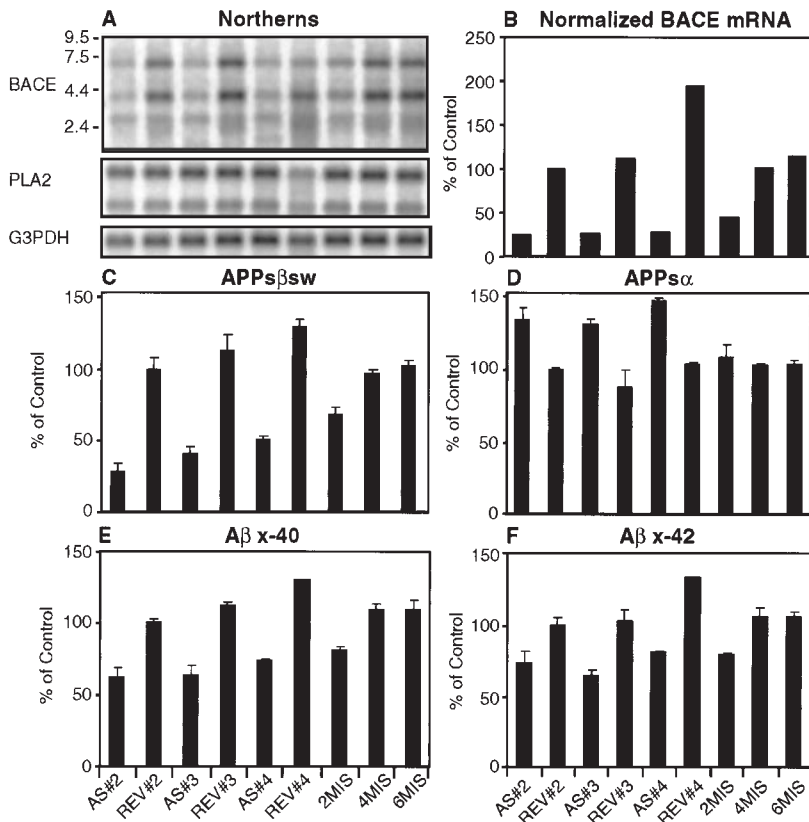 A Northerns
9.5 -
7.5 -
BACE
4.4 -
2.4 -
PLA2
G3PDH
B Normalized BACE mRNA
% of Control
250
200
150
100
50
0
C APPsβsw
% of Control
150
100
50
0
D APPsα
% of Control
150
100
50
0
E Aβ x-40
% of Control
150
100
50
0
AS#2 REV#2 AS#3 REV#3 AS#4 REV#4 2MIS 4MIS 6MIS
F Aβ x-42
% of Control
150
100
50
0
AS#2 REV#2 AS#3 REV#3 AS#4 REV#4 2MIS 4MIS 6MIS